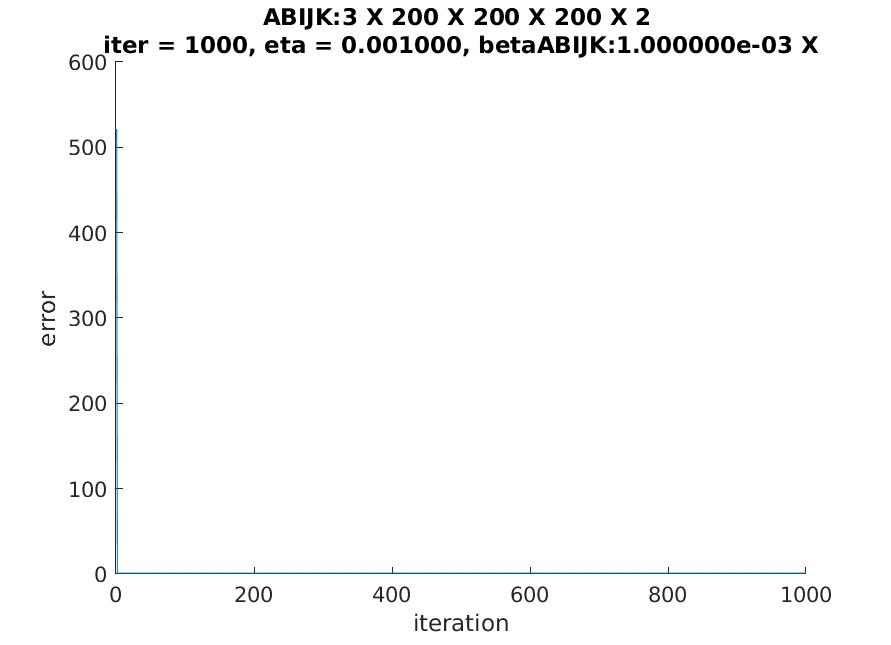 ABIJK:3 X 200 X 200 X 200 X 2
iter = 1000, eta = 0.001000, betaABIJK:1.000000e-03 X
600
500
400
300
200
100
0
error
0 200 400 600 800 1000
iteration